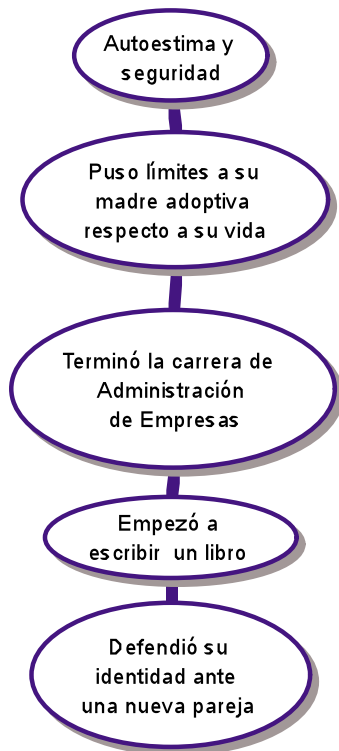 Autoestima y
seguridad
Puso límites a su
madre adoptiva
respecto a su vida
Terminó la carrera de
Administración
de Empresas
Empezó a
escribir un libro
Defendió su
identidad ante
una nueva pareja